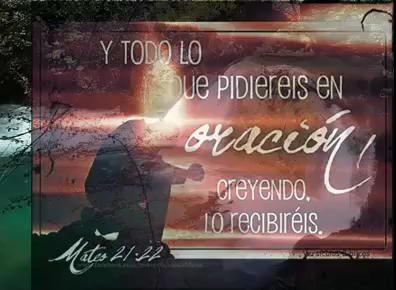 Y TODO LO
QUE PIDIEREIS EN
oración
creyendo,
lo recibiréis.
Mateo 21:22